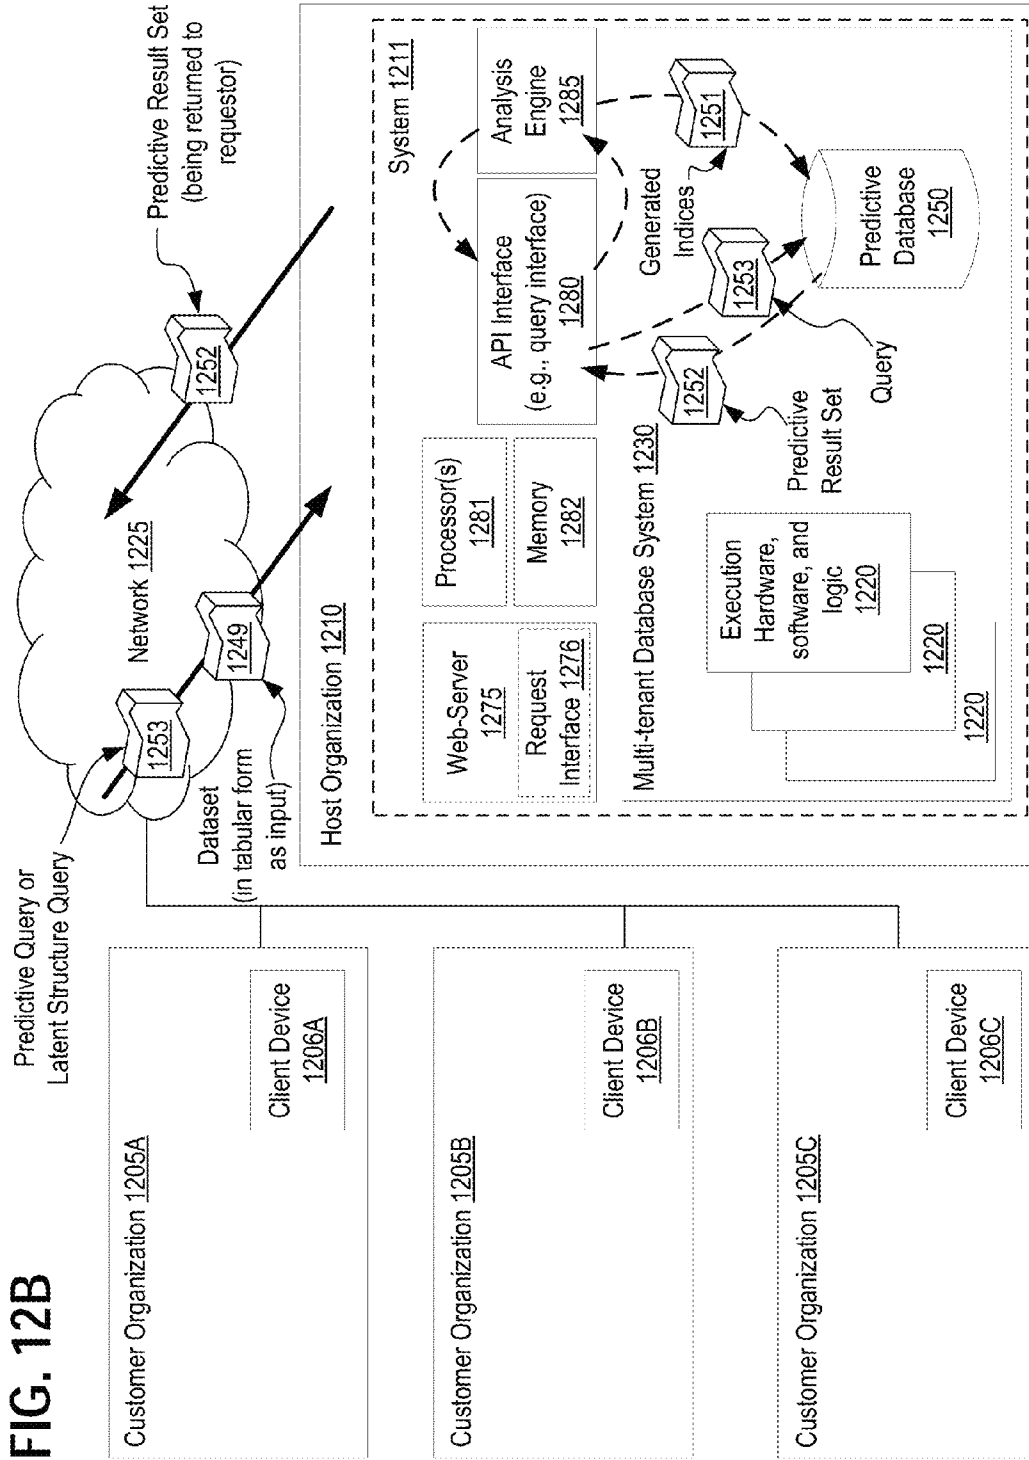 FIG. 12B
Predictive Query or
Latent Structure Query
1253
Network 1225
1249
Dataset
(in tabular form
as input)
1252
Predictive Result Set
(being returned to
requestor)
Customer Organization 1205A
Client Device
1206A
Customer Organization 1205B
Client Device
1206B
Customer Organization 1205C
Client Device
1206C
Host Organization 1210
System 1211
Web-Server
1275
Request
Interface 1276
Processor(s)
1281
Memory
1282
API Interface
(e.g., query interface)
1280
Analysis
Engine
1285
Multi-tenant Database System 1230
Execution
Hardware,
software, and
logic
1220
1220
1220
1252
Predictive
Result Set
1253
Query
Generated
Indices
1251
Predictive
Database
1250